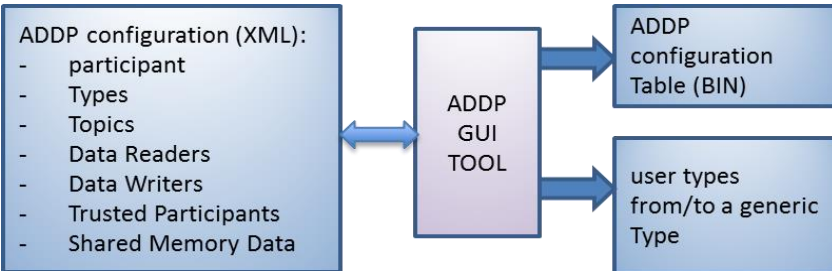 ADDP configuration (XML):
- participant
- Types
- Topics
- Data Readers
- Data Writers
- Trusted Participants
- Shared Memory Data
ADDP
GUI
TOOL
ADDP
configuration
Table (BIN)
user types
from/to a generic
Type